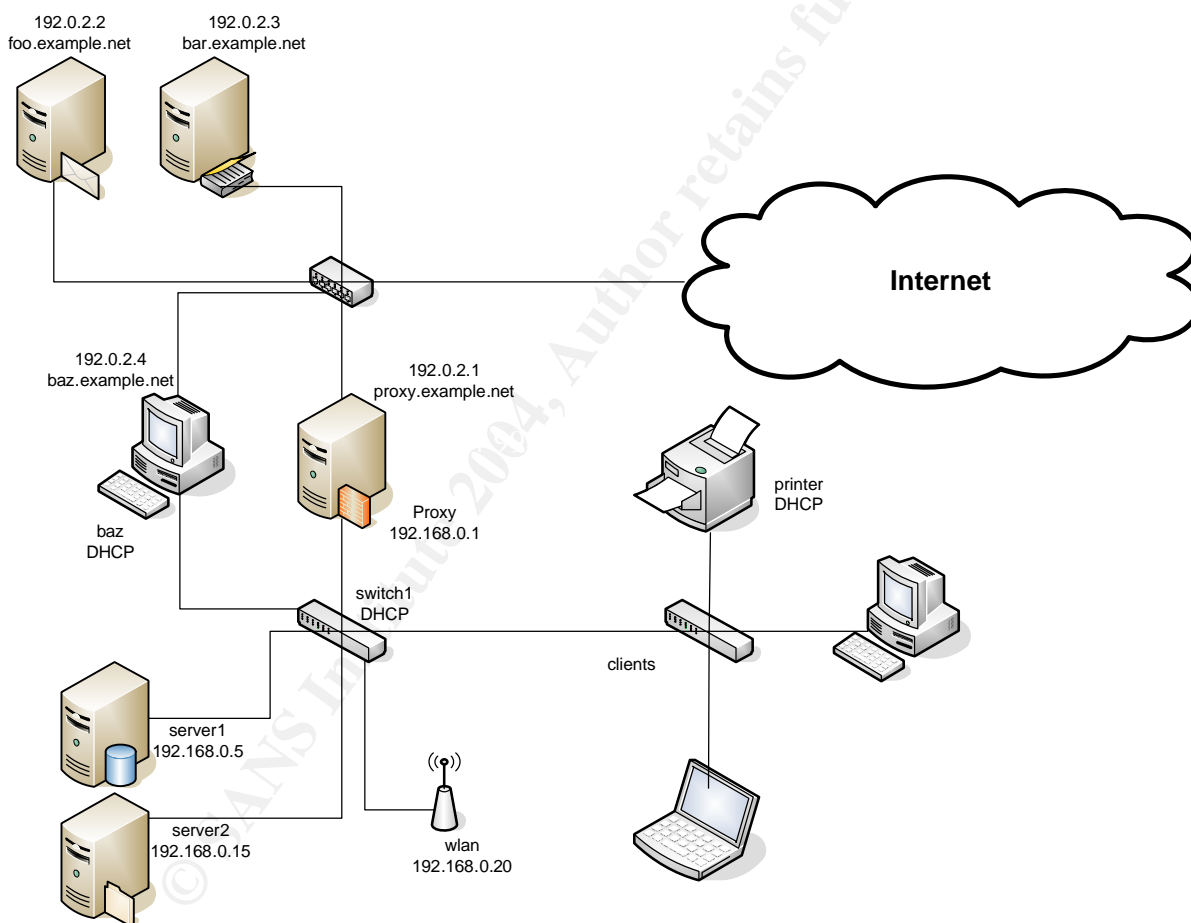 192.0.2.2
foo.example.net
192.0.2.3
bar.example.net
Internet
192.0.2.4
baz.example.net
192.0.2.1
proxy.example.net
printer
DHCP
baz
DHCP
Proxy
192.168.0.1
switch1
DHCP
clients
server1
192.168.0.5
server2
192.168.0.15
wlan
192.168.0.20
© SANS Institute 2004, Author retains fu